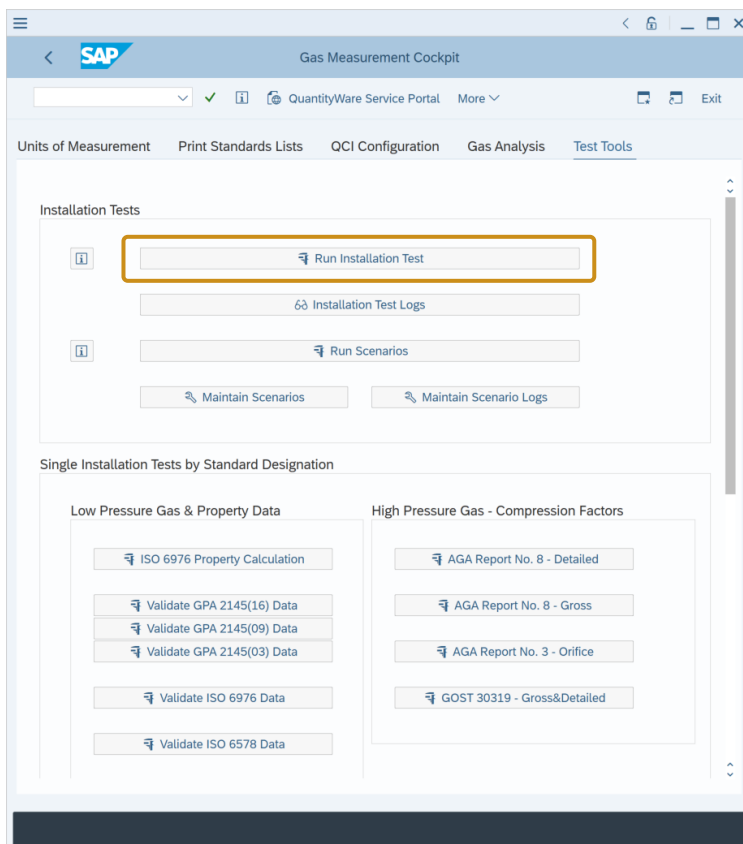 SAP
Gas Measurement Cockpit
QuantityWare Service Portal More Exit
Units of Measurement Print Standards Lists QCI Configuration Gas Analysis Test Tools
Installation Tests
Run Installation Test
Installation Test Logs
Run Scenarios
Maintain Scenarios Maintain Scenario Logs
Single Installation Tests by Standard Designation
Low Pressure Gas & Property Data High Pressure Gas - Compression Factors
ISO 6976 Property Calculation AGA Report No. 8 - Detailed
Validate GPA 2145(16) Data AGA Report No. 8 - Gross
Validate GPA 2145(09) Data
Validate GPA 2145(03) Data AGA Report No. 3 - Orifice
Validate ISO 6976 Data GOST 30319 - Gross&Detailed
Validate ISO 6578 Data